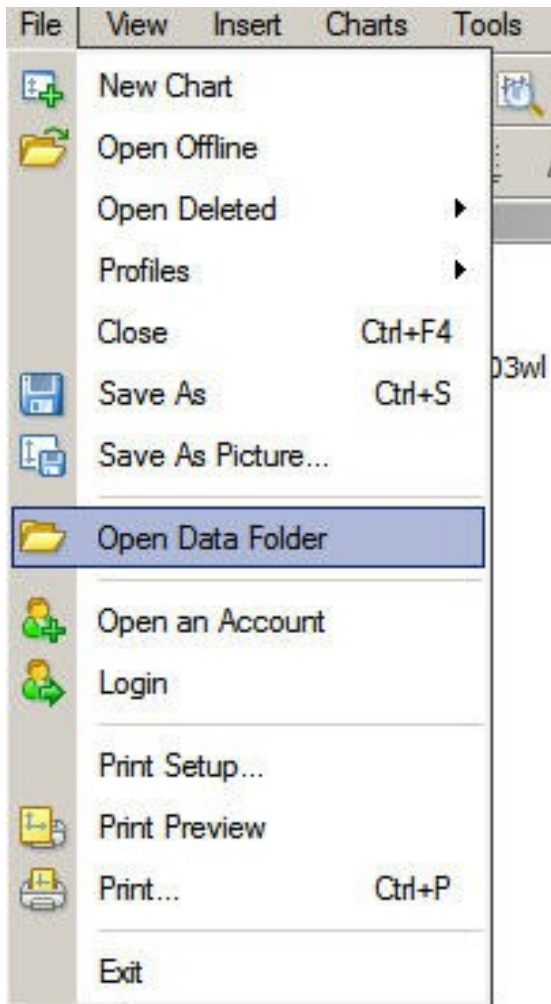 File View Insert Charts Tools
New Chart
Open Offline
Open Deleted
Profiles
Close Ctrl+F4
03wl
Save As Ctrl+S
Save As Picture...
Open Data Folder
Open an Account
Login
Print Setup...
Print Preview
Print... Ctrl+P
Exit